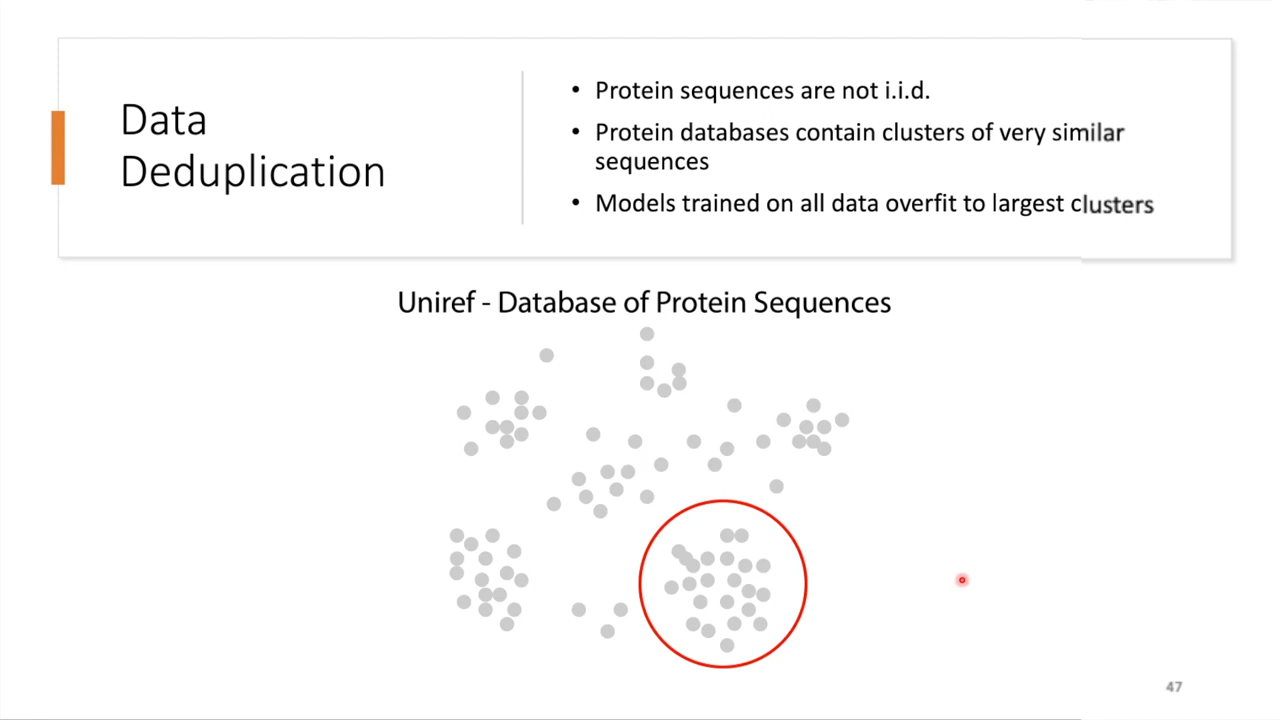 Data
Deduplication
• Protein sequences are not i.i.d.
• Protein databases contain clusters of very similar
sequences
• Models trained on all data overfit to largest clusters
Uniref - Database of Protein Sequences
47